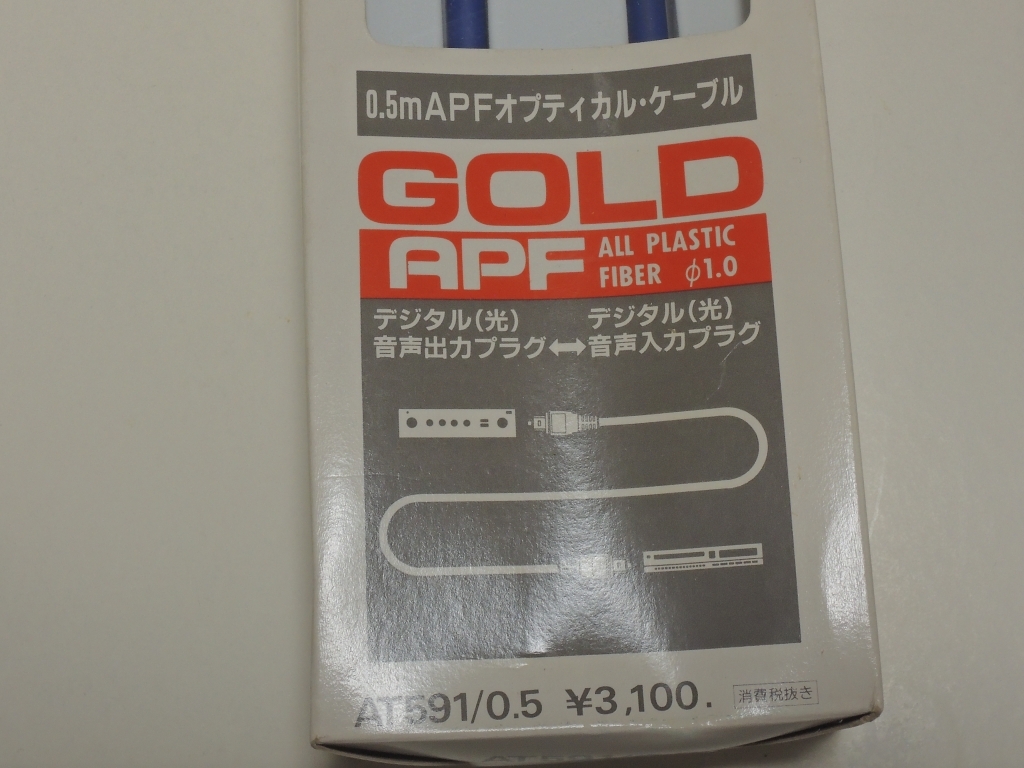 0.5mAPFオプティカル・ケーブル
GOLD
APF ALL PLASTIC
FIBER φ1.0
デジタル(光) デジタル(光)
音声出力プラグ↔音声入力プラグ
AT591/0.5 ¥3,100. 消費税抜き